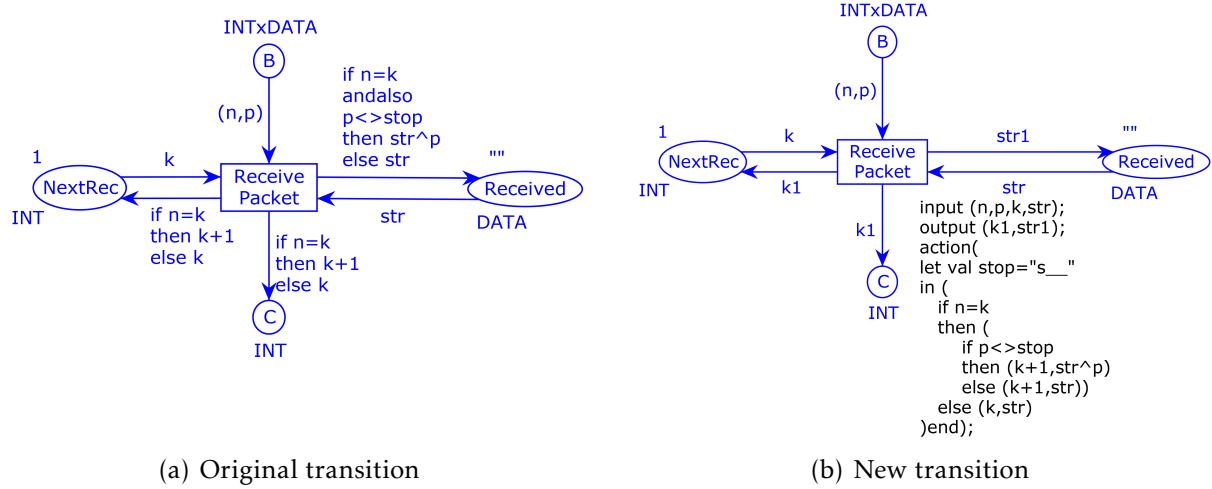 INTxDATA
B
(n,p)
if n=k
andalso
p<>stop
then str^p
else str
1
k
""
NextRec
Receive
Packet
Received
INT
if n=k
then k+1
else k
str
DATA
if n=k
then k+1
else k
C
INT
(a) Original transition
INTxDATA
B
(n,p)
1
k
str1
""
NextRec
Receive
Packet
Received
INT
k1
str
DATA
k1
C
INT
input (n,p,k,str);
output (k1,str1);
action(
let val stop="s__"
in (
if n=k
then (
if p<>stop
then (k+1,str^p)
else (k+1,str))
else (k,str)
)end);
(b) New transition